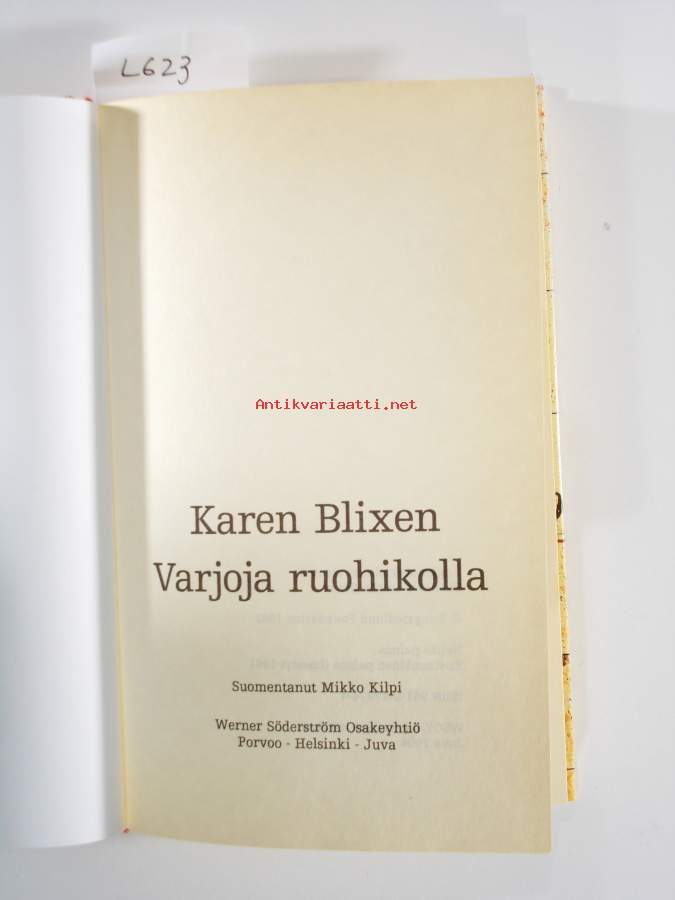 L623
Antikvariaatti.net
Karen Blixen
Varjoja ruohikolla
Suomentanut Mikko Kilpi
Werner Söderström Osakeyhtiö
Porvoo - Helsinki - Juva